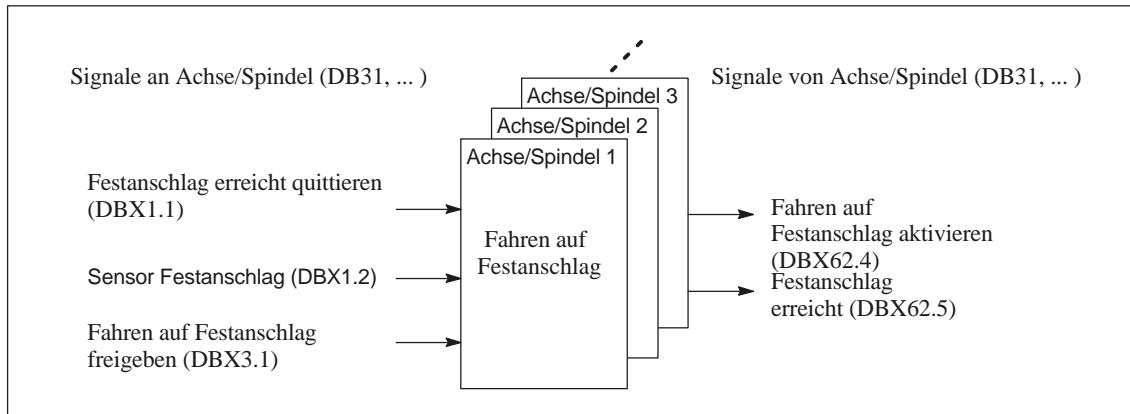 Signale an Achse/Spindel (DB31, ... )
Signale von Achse/Spindel (DB31, ... )
Achse/Spindel 3
Achse/Spindel 2
Achse/Spindel 1
Festanschlag erreicht quittieren
(DBX1.1)
Sensor Festanschlag (DBX1.2)
Fahren auf Festanschlag
freigeben (DBX3.1)
Fahren auf
Festanschlag
Fahren auf
Festanschlag aktivieren
(DBX62.4)
Festanschlag
erreicht (DBX62.5)